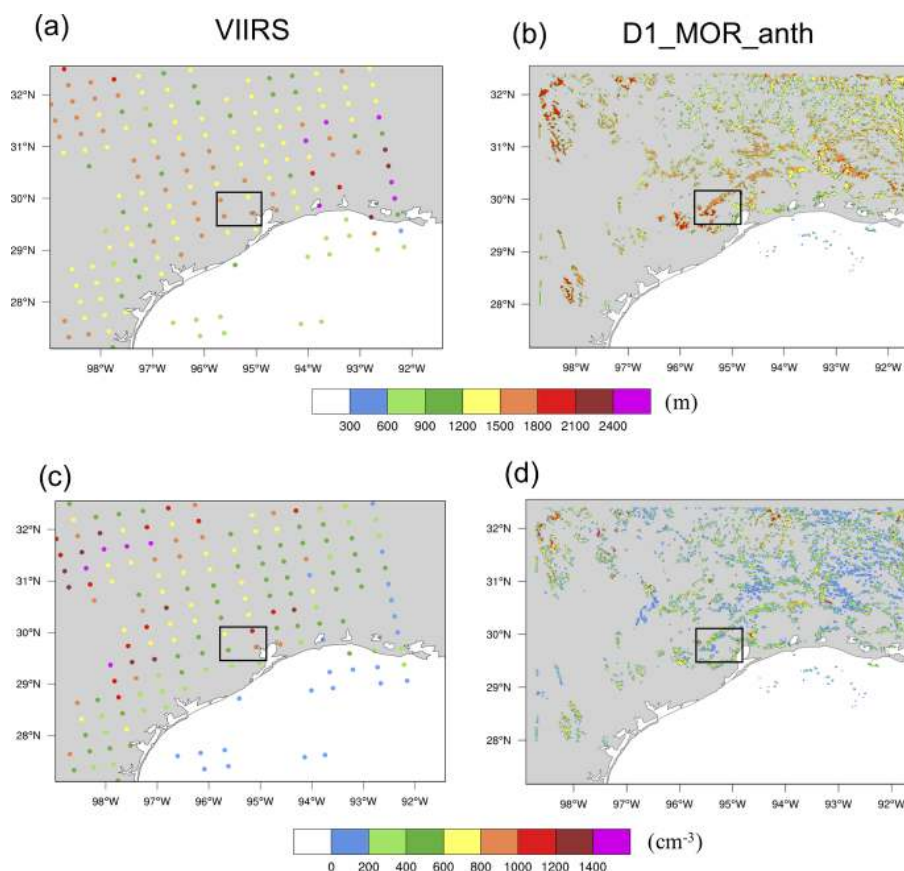 (a) VIIRS (b) D1_MOR_anth
32°N 32°N
31°N 31°N
30°N 30°N
29°N 29°N
28°N 28°N
98°W 97°W 96°W 95°W 94°W 93°W 92°W 98°W 97°W 96°W 95°W 94°W 93°W 92°W
(m)
300 600 900 1200 1500 1800 2100 2400
(c) (d)
32°N 32°N
31°N 31°N
30°N 30°N
29°N 29°N
28°N 28°N
98°W 97°W 96°W 95°W 94°W 93°W 92°W 98°W 97°W 96°W 95°W 94°W 93°W 92°W
(cm⁻³)
0 200 400 600 800 1000 1200 1400